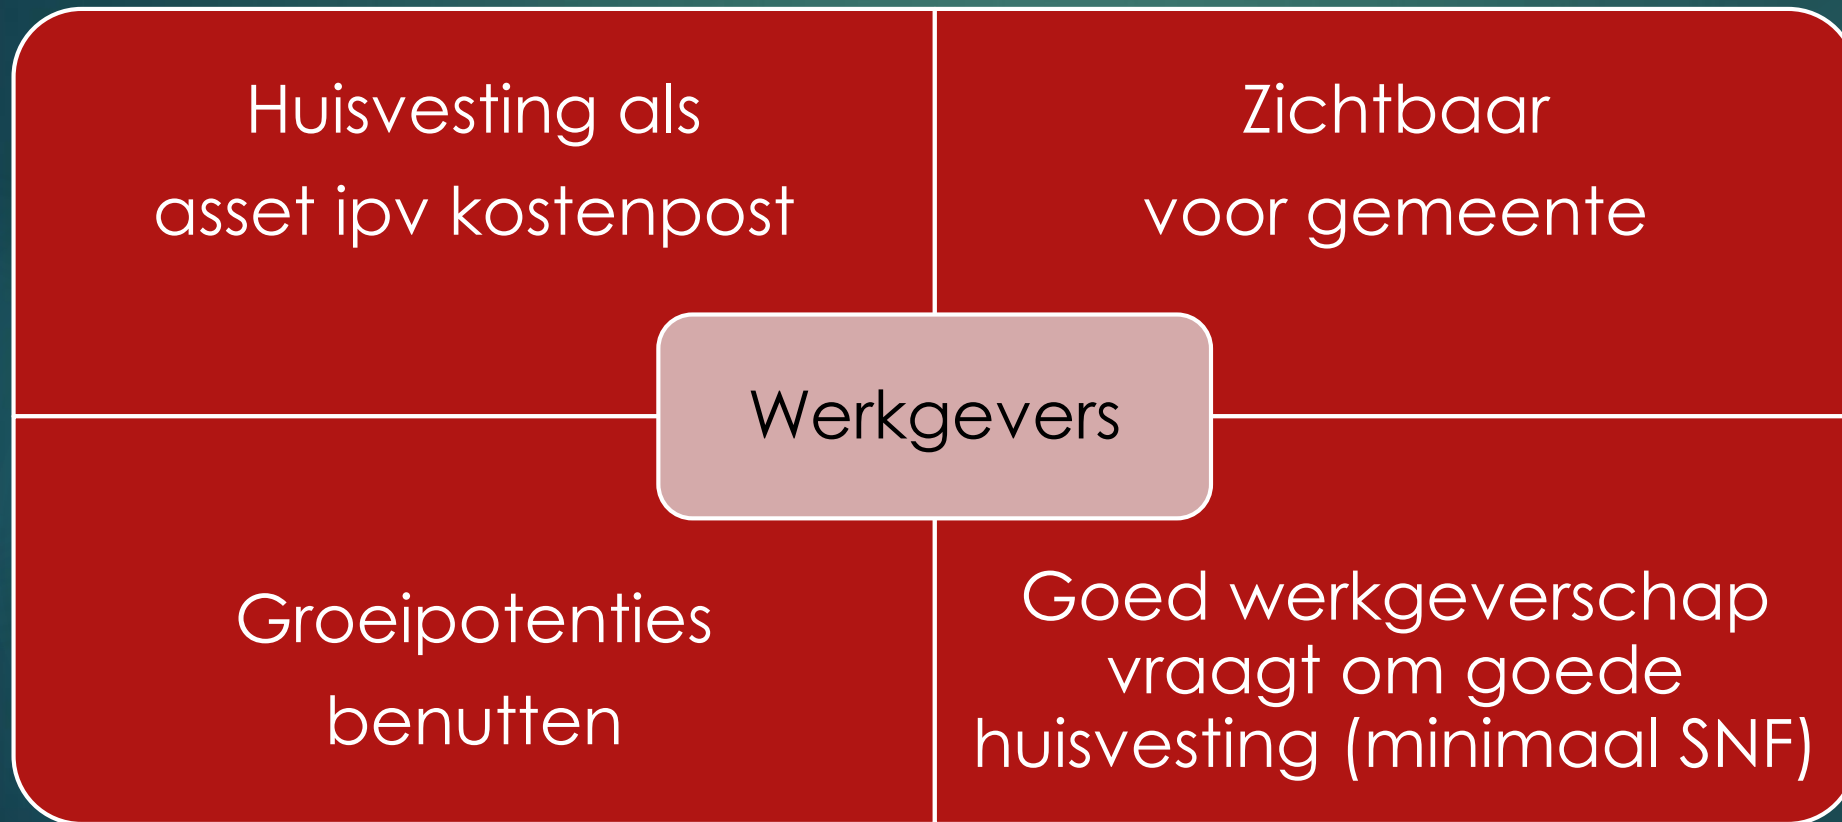 Huisvesting als
asset ipv kostenpost
Zichtbaar
voor gemeente
Werkgevers
Groeipotenties
benutten
Goed werkgeverschap
vraagt om goede
huisvesting (minimaal SNF)